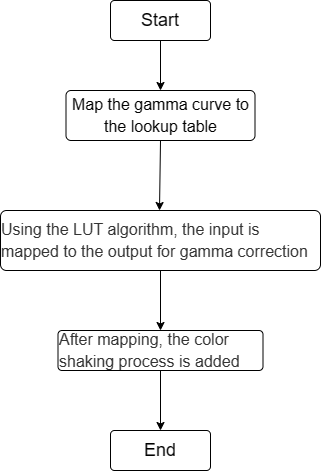 Start
Map the gamma curve to
the lookup table
Using the LUT algorithm, the input is
mapped to the output for gamma correction
After mapping, the color
shaking process is added
End